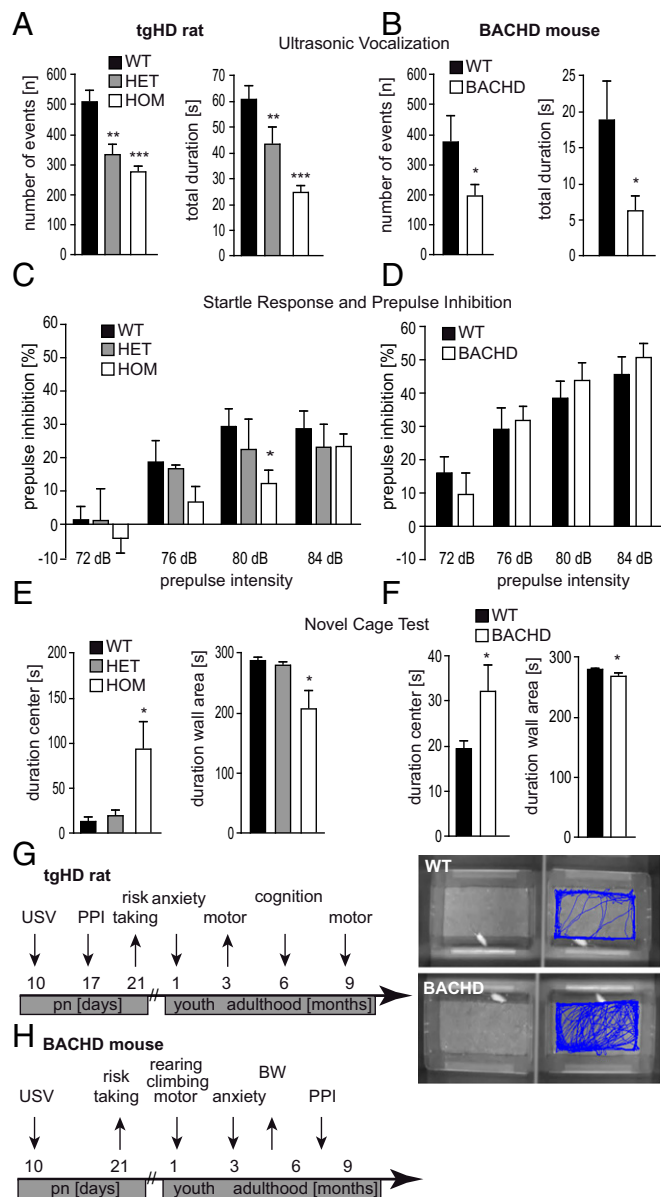 A tgHD rat B BACHD mouse
Ultrasonic Vocalization
WT
HET
HOM
number of events [n]
600
500
400
300
200
100
0
** ***
total duration [s]
70
60
50
40
30
20
10
0
** ***
WT
BACHD
number of events [n]
600
500
400
300
200
100
0
*
total duration [s]
25
20
15
10
5
0
*
C D
Startle Response and Prepulse Inhibition
WT
HET
HOM
prepulse inhibition [%]
60
50
40
30
20
10
0
-10
*
72 dB 76 dB 80 dB 84 dB
prepulse intensity
WT
BACHD
prepulse inhibition [%]
60
50
40
30
20
10
0
-10
72 dB 76 dB 80 dB 84 dB
prepulse intensity
E F
Novel Cage Test
WT
HET
HOM
duration center [s]
200
150
100
50
0
*
duration wall area [s]
300
200
100
0
*
WT
BACHD
duration center [s]
40
30
20
10
0
*
duration wall area [s]
300
200
100
0
*
G tgHD rat
USV PPI risk taking anxiety motor cognition motor
10 17 21 1 3 6 9
pn [days] // youth adulthood [months]
WT
BACHD
H BACHD mouse
USV risk taking rearing climbing motor anxiety BW PPI
10 21 1 3 6 9
pn [days] // youth adulthood [months]